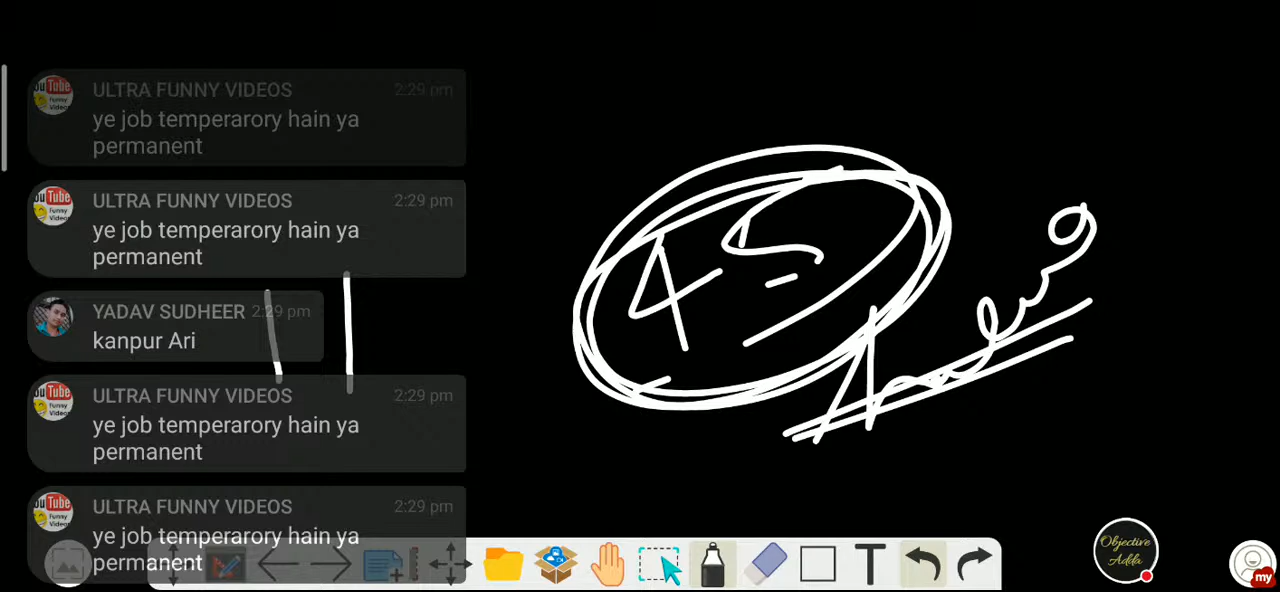 ULTRA FUNNY VIDEOS 2:29 pm
ye job temperarory hain ya
permanent
ULTRA FUNNY VIDEOS 2:29 pm
ye job temperarory hain ya
permanent
YADAV SUDHEER 2:29 pm
kanpur Ari
ULTRA FUNNY VIDEOS 2:29 pm
ye job temperarory hain ya
permanent
ULTRA FUNNY VIDEOS 2:29 pm
ye job temperarory hain ya
permanent
45
T
Objective
Adda
my